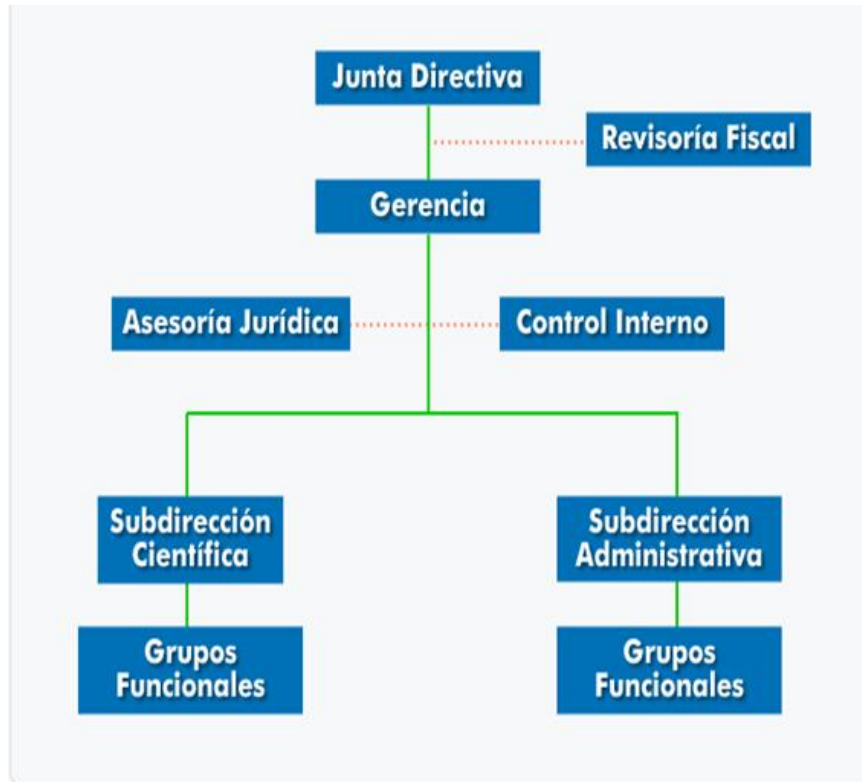 Junta Directiva
Revisoría Fiscal
Gerencia
Asesoría Jurídica
Control Interno
Subdirección
Científica
Subdirección
Administrativa
Grupos
Funcionales
Grupos
Funcionales